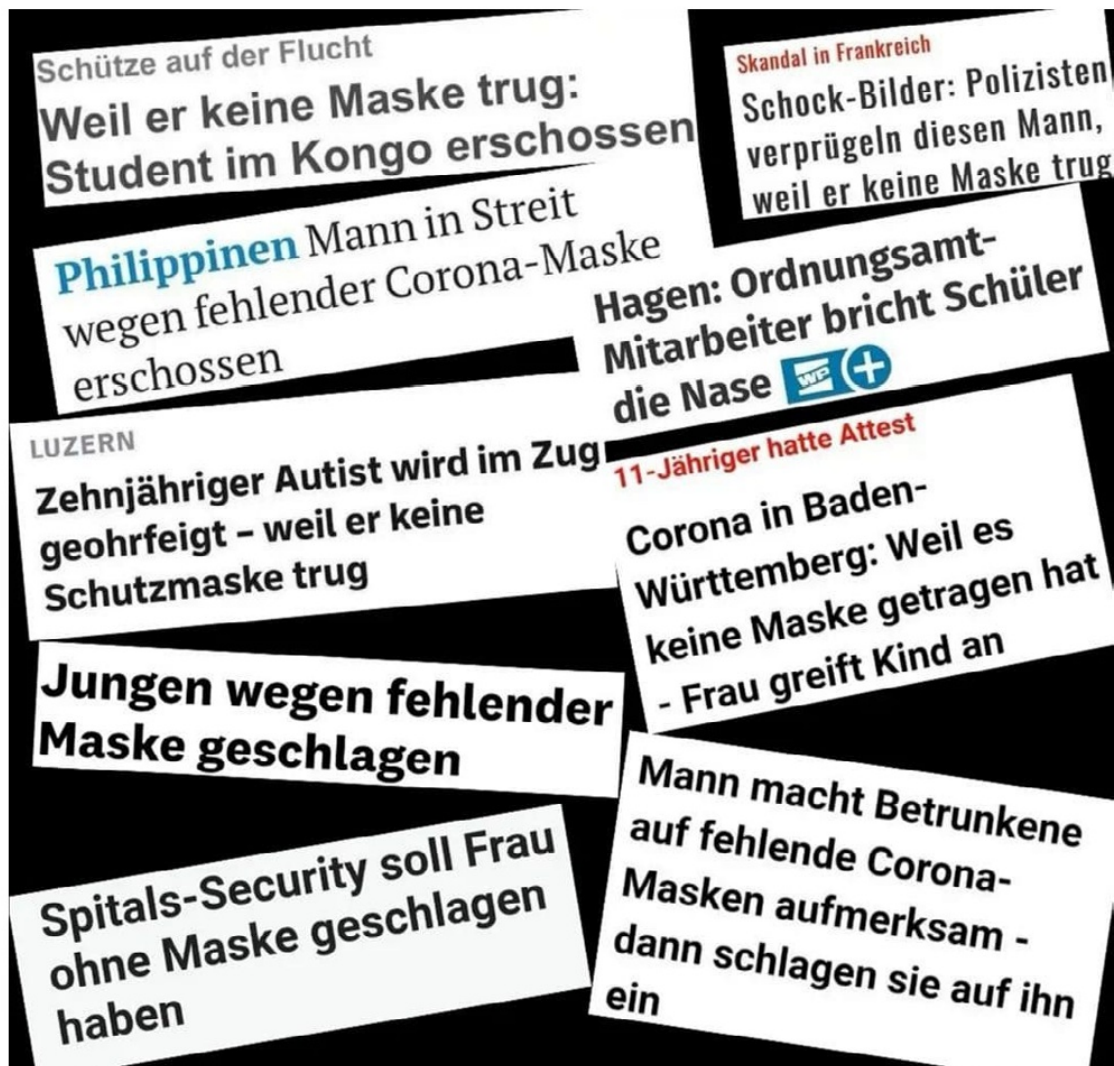 Schütze auf der Flucht
Weil er keine Maske trug:
Student im Kongo erschossen
Skandal in Frankreich
Schock-Bilder: Polizisten
verprügeln diesen Mann,
weil er keine Maske trug
Philippinen Mann in Streit
wegen fehlender Corona-Maske
erschossen
Hagen: Ordnungsamt-
Mitarbeiter bricht Schüler
die Nase WP+
LUZERN
Zehnjähriger Autist wird im Zug
geohrfeigt – weil er keine
Schutzmaske trug
11-Jähriger hatte Attest
Corona in Baden-
Württemberg: Weil es
keine Maske getragen hat
- Frau greift Kind an
Jungen wegen fehlender
Maske geschlagen
Mann macht Betrunkene
auf fehlende Corona-
Masken aufmerksam -
dann schlagen sie auf ihn
ein
Spitals-Security soll Frau
ohne Maske geschlagen
haben